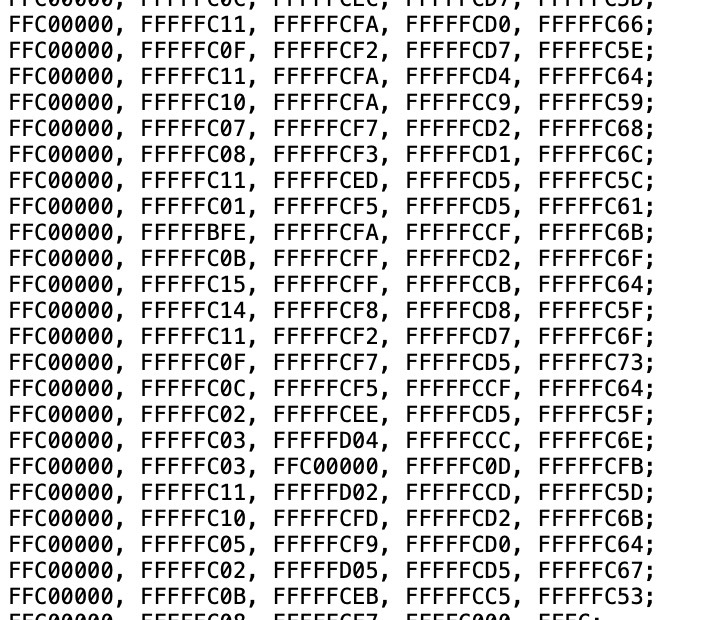 FFC00000, FFFFFC0C, FFFFFCEC, FFFFFCD7, FFFFFC5D;
FFC00000, FFFFFC11, FFFFFCFA, FFFFFCD0, FFFFFC66;
FFC00000, FFFFFC0F, FFFFFCF2, FFFFFCD7, FFFFFC5E;
FFC00000, FFFFFC11, FFFFFCFA, FFFFFCD4, FFFFFC64;
FFC00000, FFFFFC10, FFFFFCFA, FFFFFCC9, FFFFFC59;
FFC00000, FFFFFC07, FFFFFCF7, FFFFFCD2, FFFFFC68;
FFC00000, FFFFFC08, FFFFFCF3, FFFFFCD1, FFFFFC6C;
FFC00000, FFFFFC11, FFFFFCED, FFFFFCD5, FFFFFC5C;
FFC00000, FFFFFC01, FFFFFCF5, FFFFFCD5, FFFFFC61;
FFC00000, FFFFFBFE, FFFFFCFA, FFFFFCCF, FFFFFC6B;
FFC00000, FFFFFC0B, FFFFFCFF, FFFFFCD2, FFFFFC6F;
FFC00000, FFFFFC15, FFFFFCFF, FFFFFCCB, FFFFFC64;
FFC00000, FFFFFC14, FFFFFCF8, FFFFFCD8, FFFFFC5F;
FFC00000, FFFFFC11, FFFFFCF2, FFFFFCD7, FFFFFC6F;
FFC00000, FFFFFC0F, FFFFFCF7, FFFFFCD5, FFFFFC73;
FFC00000, FFFFFC0C, FFFFFCF5, FFFFFCCF, FFFFFC64;
FFC00000, FFFFFC02, FFFFFCEE, FFFFFCD5, FFFFFC5F;
FFC00000, FFFFFC03, FFFFFD04, FFFFFCCC, FFFFFC6E;
FFC00000, FFFFFC03, FFC00000, FFFFFC0D, FFFFFCFB;
FFC00000, FFFFFC11, FFFFFD02, FFFFFCCD, FFFFFC5D;
FFC00000, FFFFFC10, FFFFFCFD, FFFFFCD2, FFFFFC6B;
FFC00000, FFFFFC05, FFFFFCF9, FFFFFCD0, FFFFFC64;
FFC00000, FFFFFC02, FFFFFD05, FFFFFCD5, FFFFFC67;
FFC00000, FFFFFC0B, FFFFFCEB, FFFFFCC5, FFFFFC53;